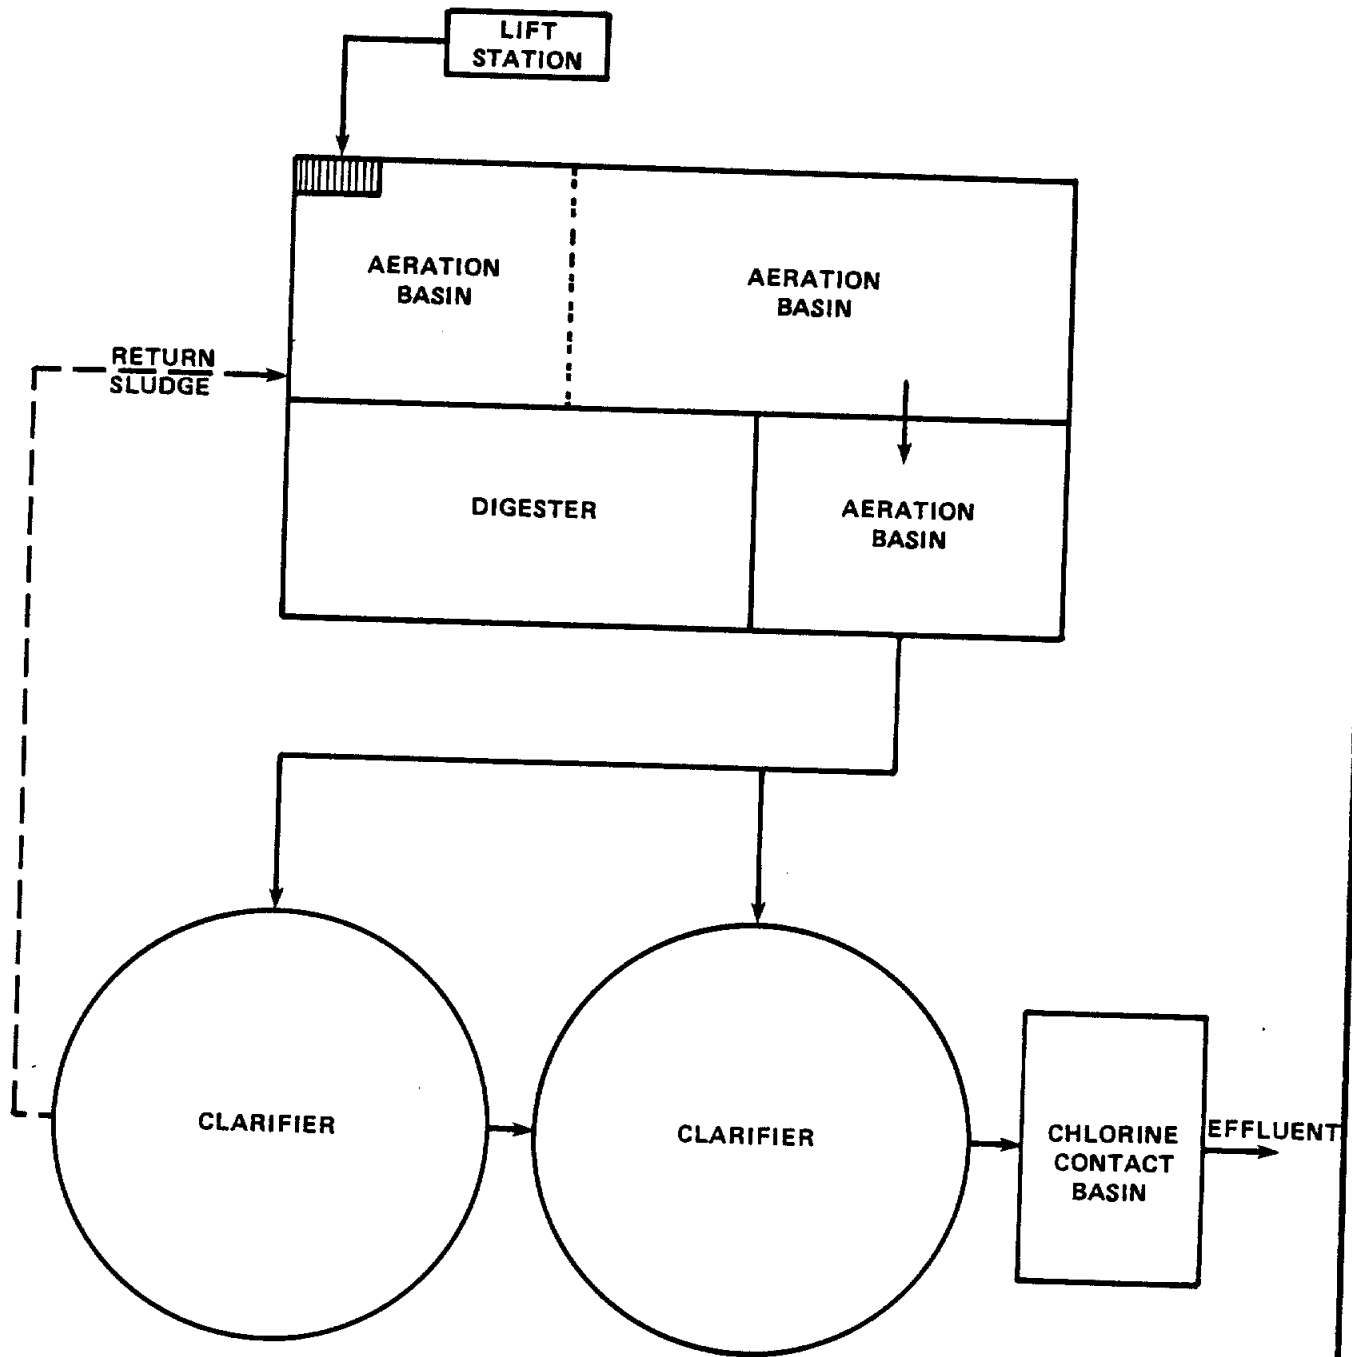 LIFT
STATION
AERATION
BASIN
AERATION
BASIN
RETURN
SLUDGE
DIGESTER
AERATION
BASIN
CLARIFIER
CLARIFIER
CHLORINE
CONTACT
BASIN
EFFLUENT